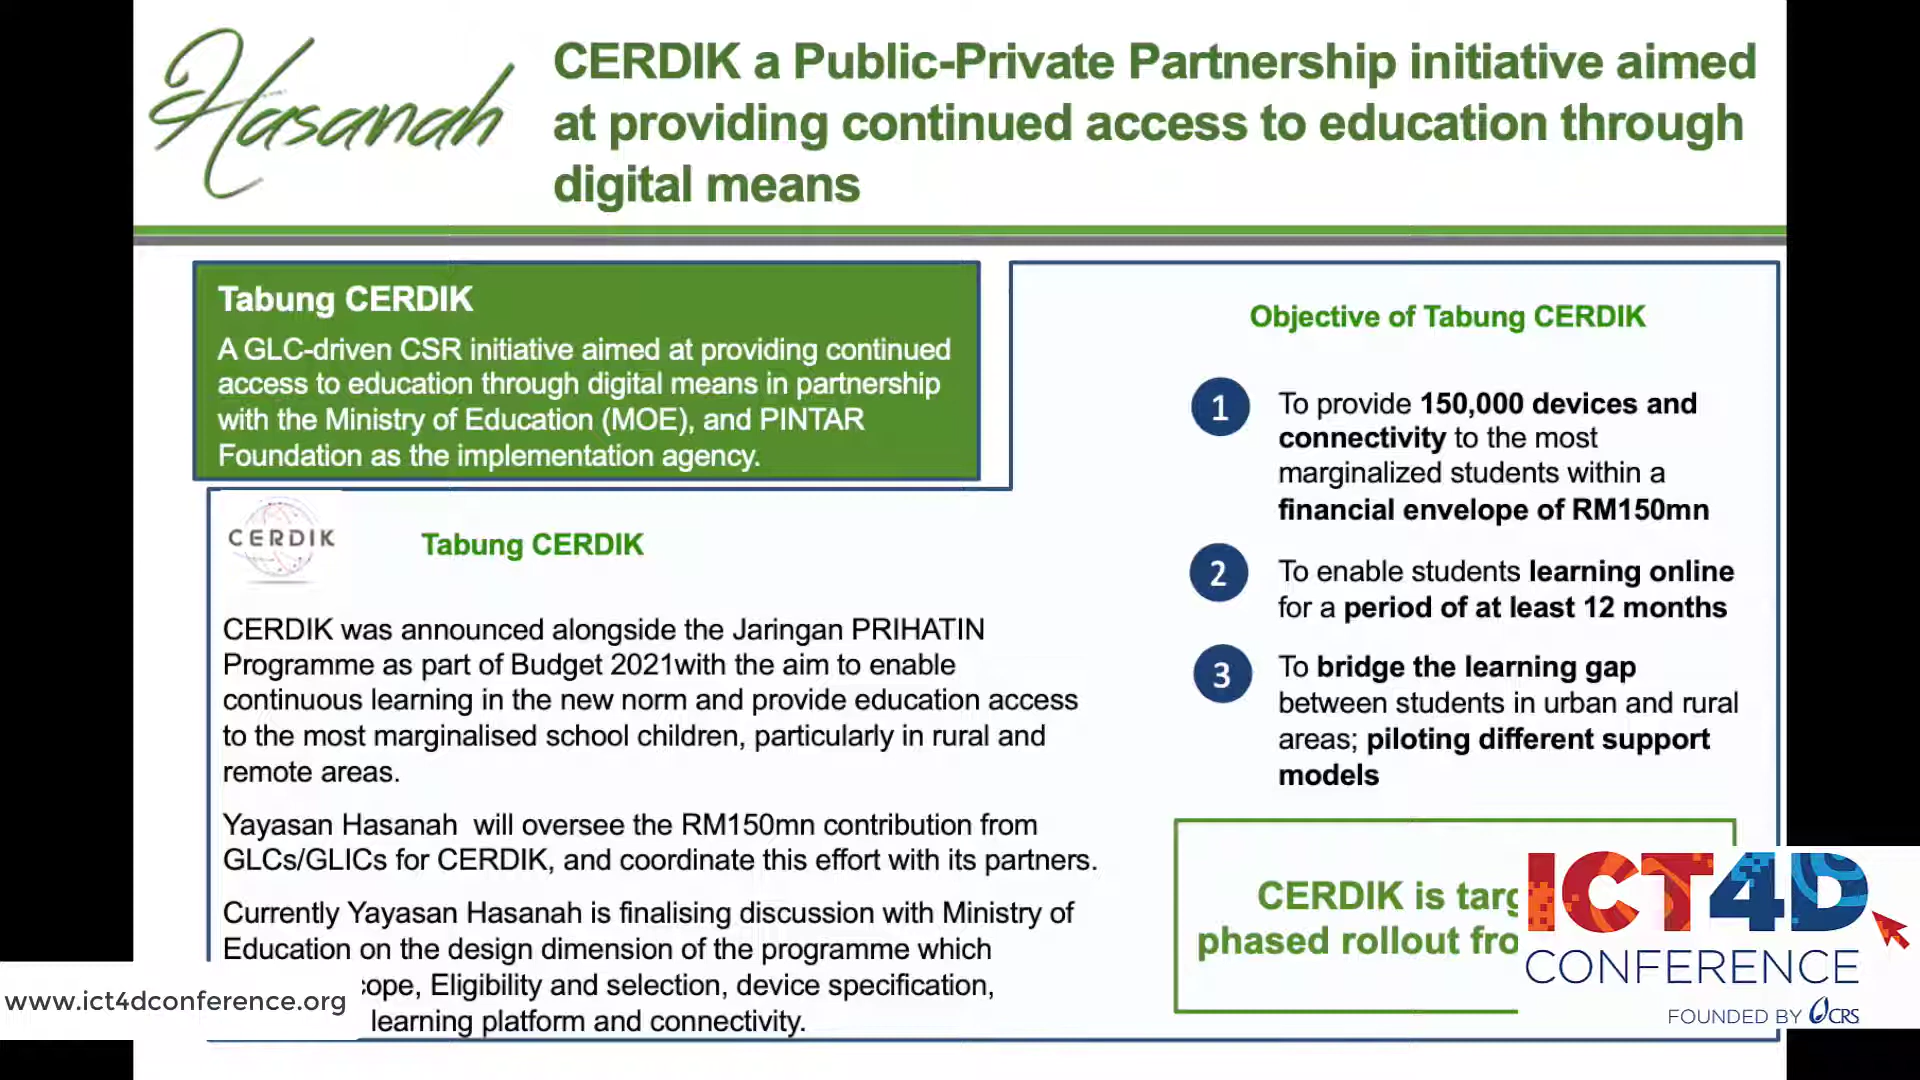 Hasanah
CERDIK a Public-Private Partnership initiative aimed
at providing continued access to education through
digital means
Tabung CERDIK
A GLC-driven CSR initiative aimed at providing continued
access to education through digital means in partnership
with the Ministry of Education (MOE), and PINTAR
Foundation as the implementation agency.
CERDIK
Tabung CERDIK
CERDIK was announced alongside the Jaringan PRIHATIN
Programme as part of Budget 2021with the aim to enable
continuous learning in the new norm and provide education access
to the most marginalised school children, particularly in rural and
remote areas.
Yayasan Hasanah will oversee the RM150mn contribution from
GLCs/GLICs for CERDIK, and coordinate this effort with its partners.
Currently Yayasan Hasanah is finalising discussion with Ministry of
Education on the design dimension of the programme which
Eligibility and selection, device specification,
learning platform and connectivity.
Objective of Tabung CERDIK
1
To provide 150,000 devices and
connectivity to the most
marginalized students within a
financial envelope of RM150mn
2
To enable students learning online
for a period of at least 12 months
3
To bridge the learning gap
between students in urban and rural
areas; piloting different support
models
CERDIK is
phased rollout
www.ict4dconference.org
ICT4D
CONFERENCE
FOUNDED BY CRS